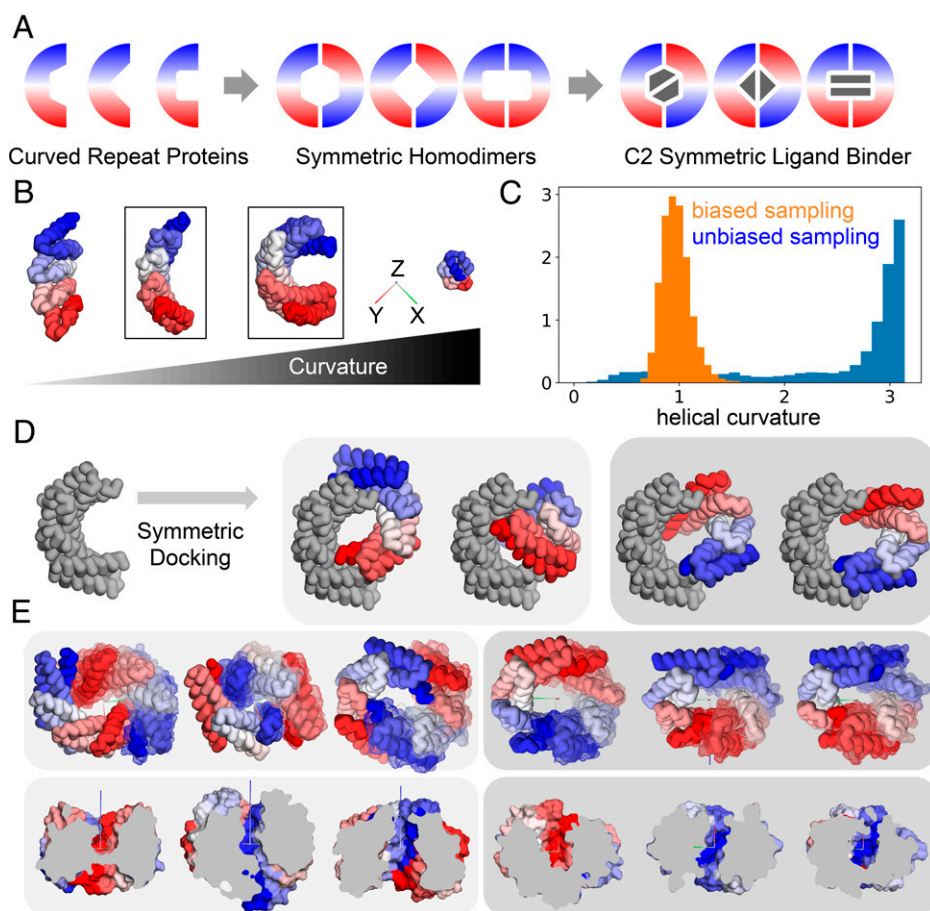 A
Curved Repeat Proteins
Symmetric Homodimers
C2 Symmetric Ligand Binder
B
Z
Y
X
Curvature
C
3
2
1
0
biased sampling
unbiased sampling
0
1
2
3
helical curvature
D
Symmetric
Docking
E